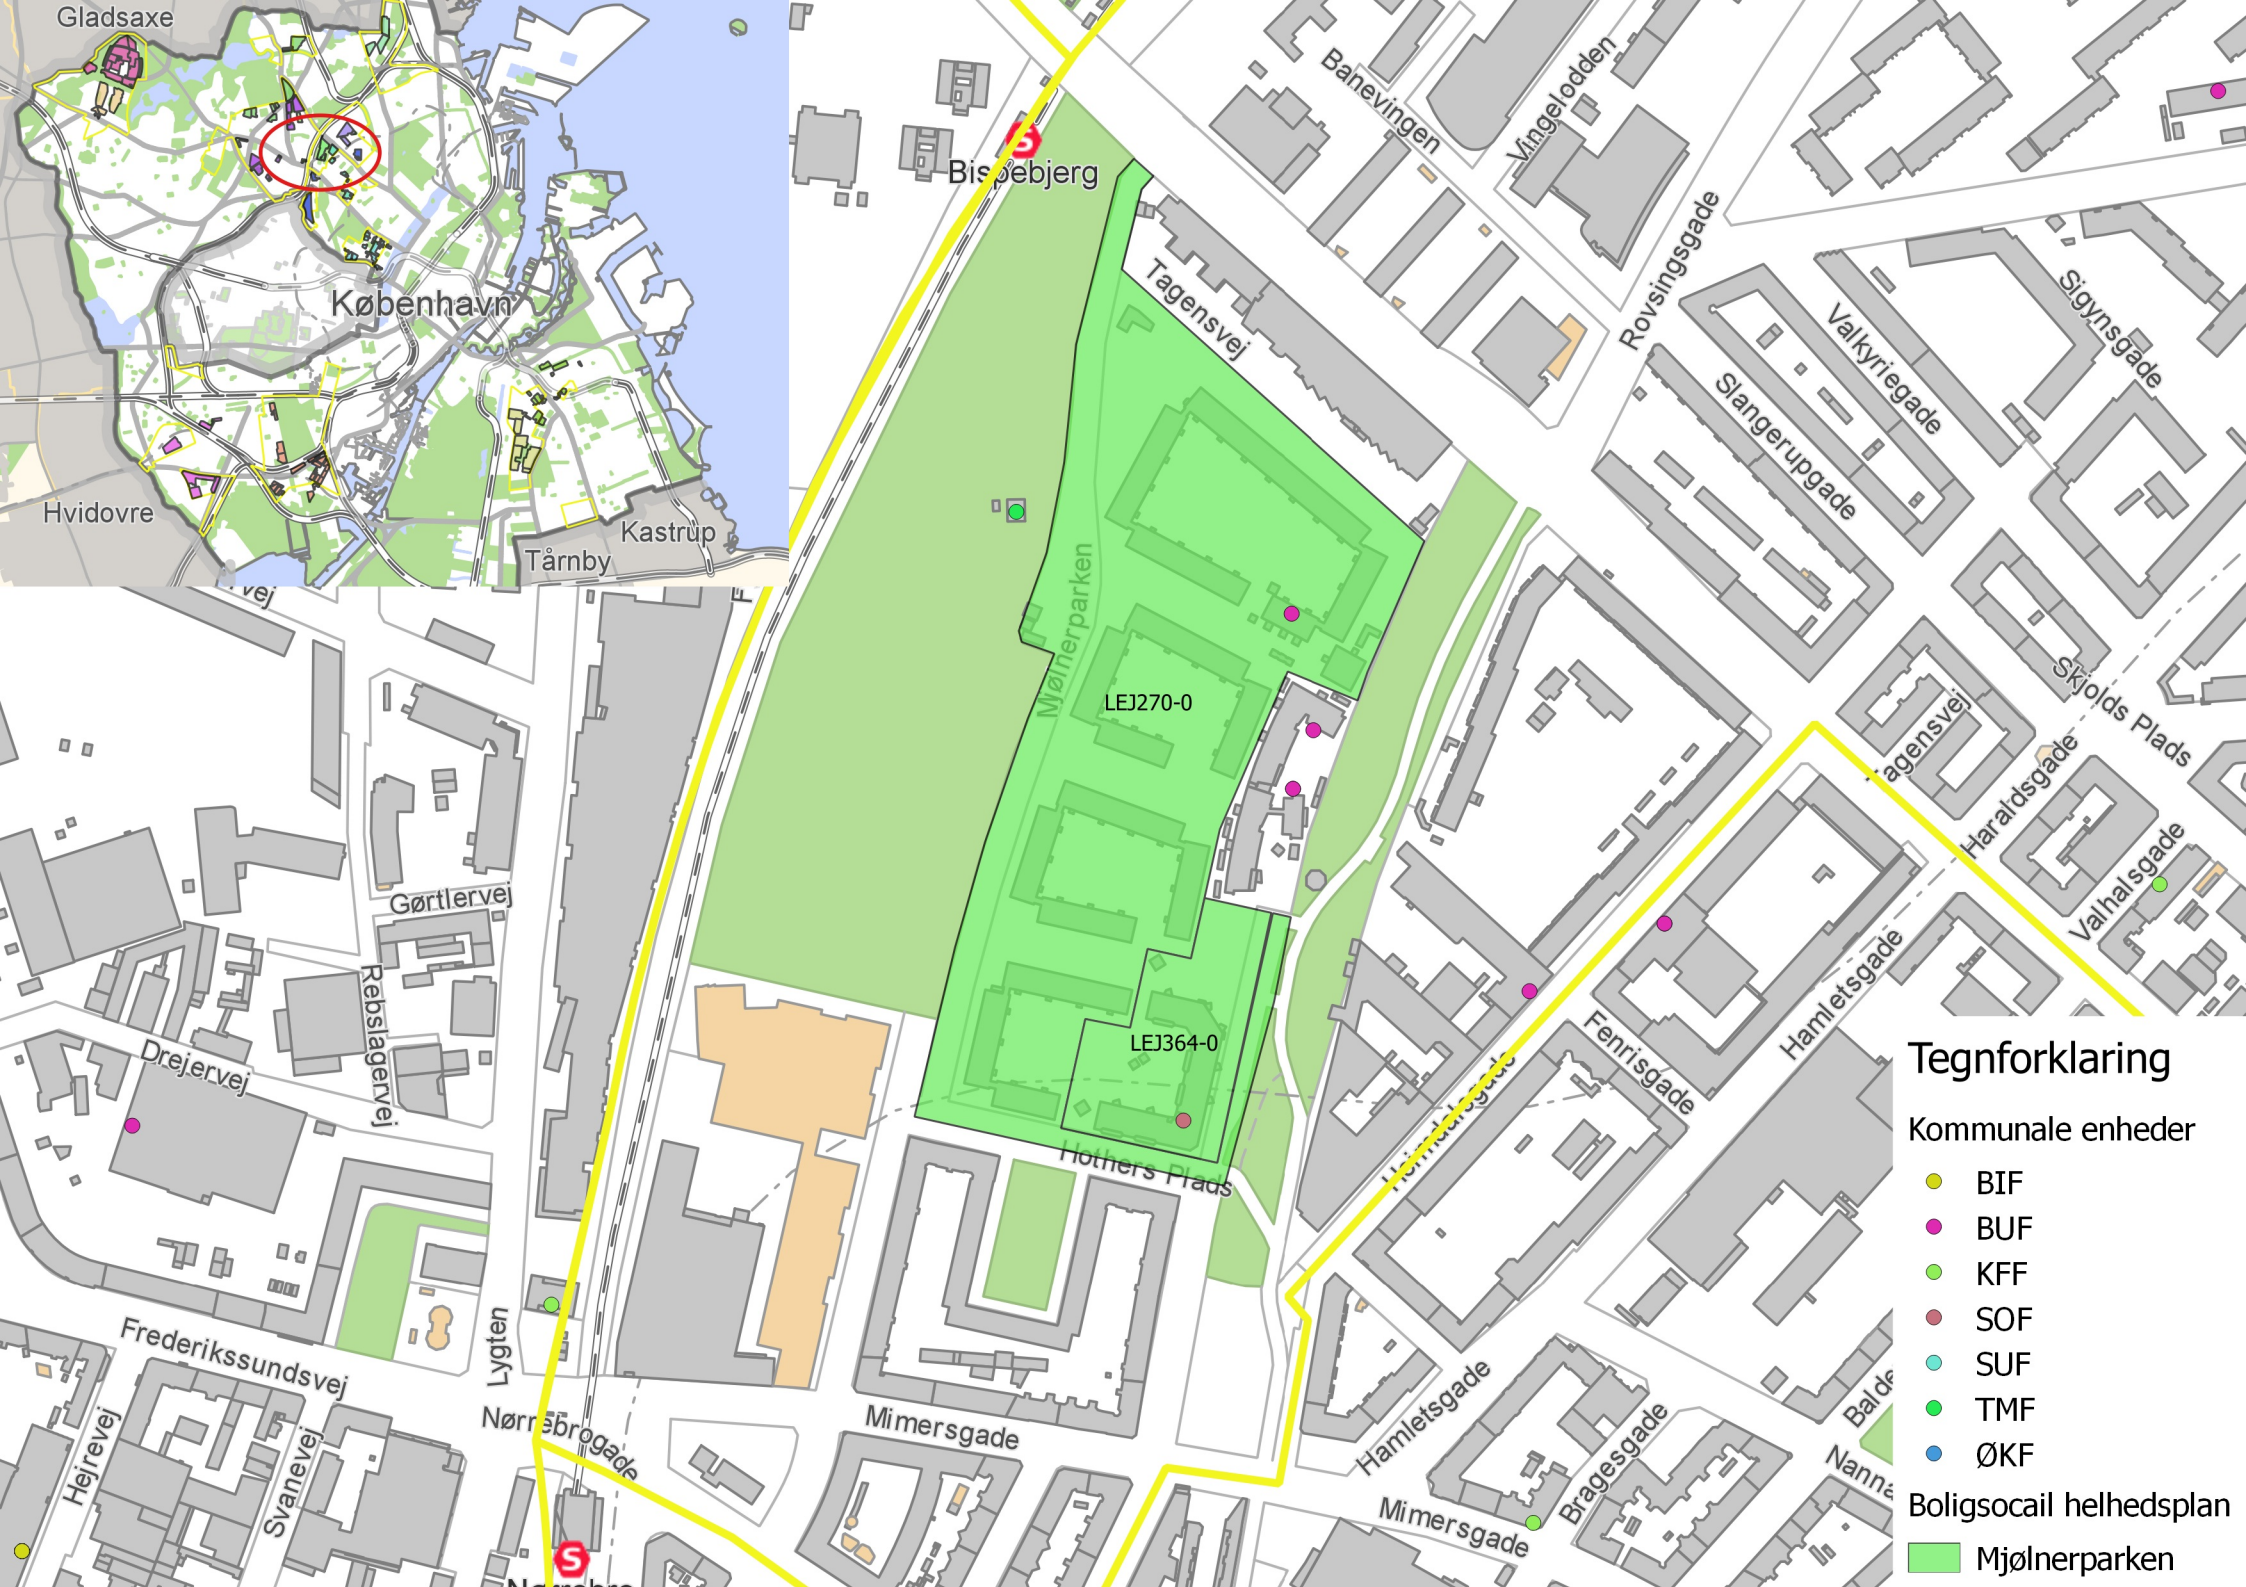 Gladsaxe
København
Hvidovre
Kastrup
Tårnby
S
Bispebjerg
Banevingen
Vingelodden
Rovsingsgade
Tagensvej
Sigynsgade
Valkyriegade
Slangerupgade
Mjølnerparken
LEJ270-0
Skjolds Plads
Tagensvej
Haraldsgade
Valhalsgade
Hamletsgade
Gørtlervej
Rebslagervej
Drejervej
LEJ364-0
Fenrisgade
Heimdalsgade
Hothers Plads
Lygten
Frederikssundsvej
Hejrevej
Svanevej
Nørrebrogade
Mimersgade
Hamletsgade
Bragesgade
Mimersgade
S
Tegnforklaring
Kommunale enheder
BIF
BUF
KFF
SOF
SUF
TMF
ØKF
Boligsocail helhedsplan
Mjølnerparken